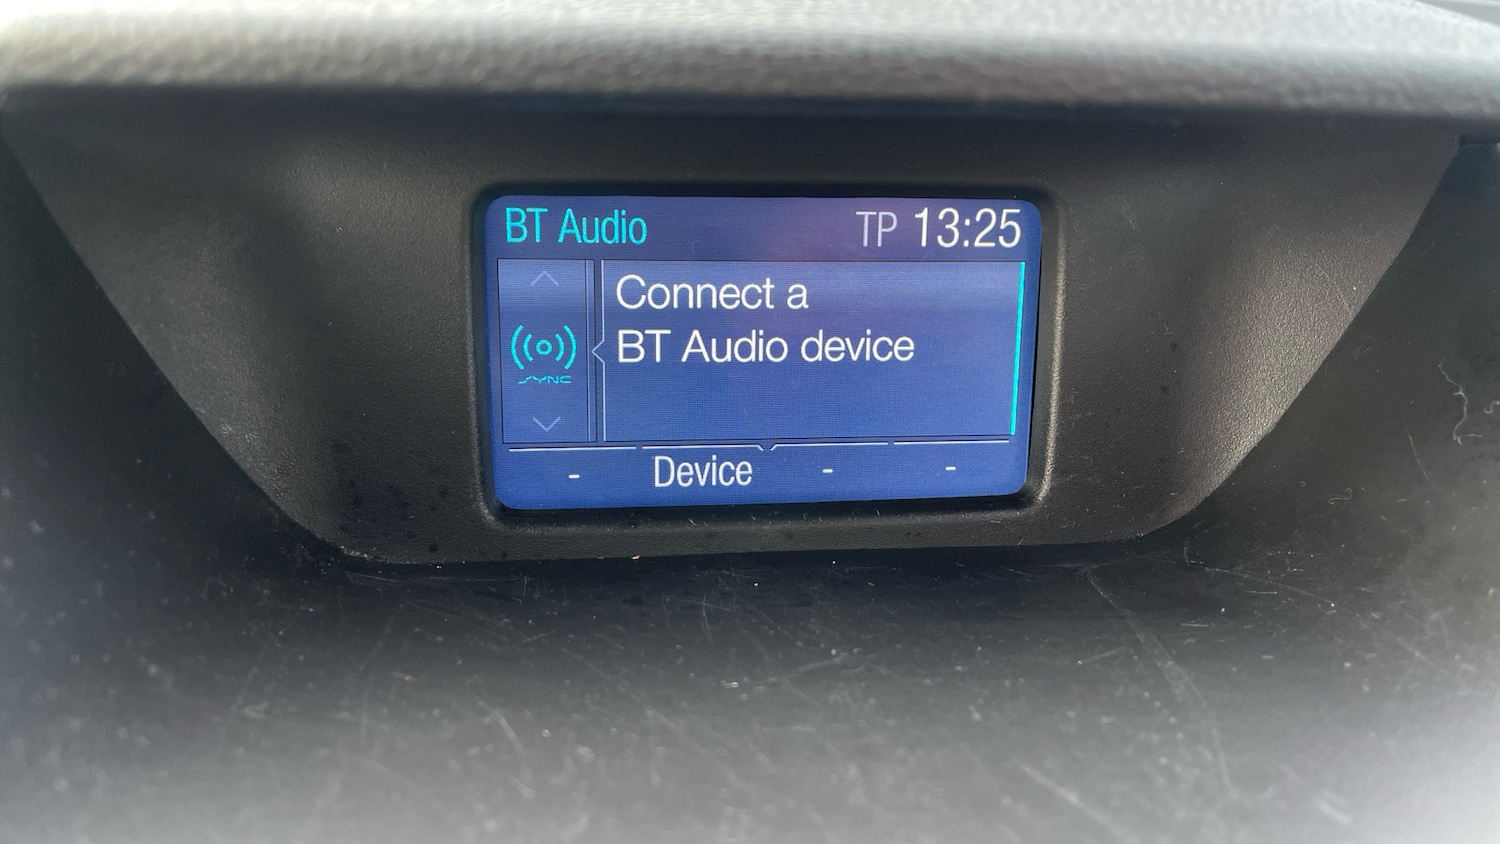 BT Audio TP 13:25
Connect a
BT Audio device
SYNC
- Device - -